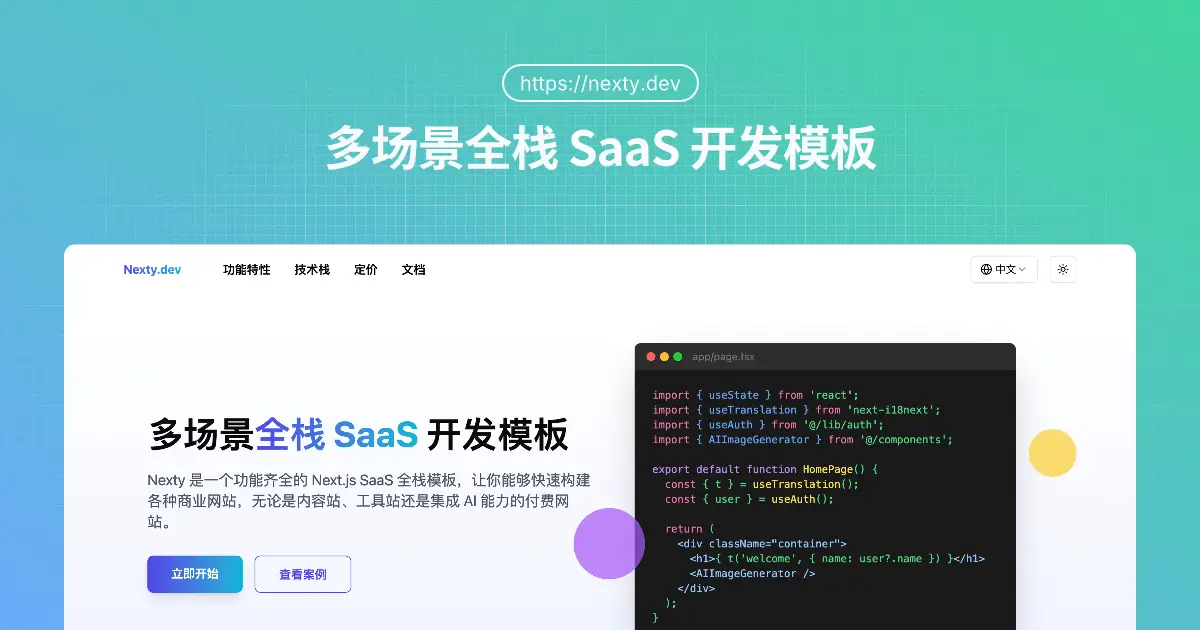 https://nexty.dev
多场景全栈 SaaS 开发模板
Nexty.dev 功能特性 技术栈 定价 文档 中文
多场景全栈 SaaS 开发模板
Nexty 是一个功能齐全的 Next.js SaaS 全栈模板，让你能够快速构建
各种商业网站，无论是内容站、工具站还是集成 AI 能力的付费网
站。
立即开始 查看案例
app/page.tsx
import { useState } from 'react';
import { useTranslation } from 'next-i18next';
import { useAuth } from '@/lib/auth';
import { AIImageGenerator } from '@/components';
export default function HomePage() {
const { t } = useTranslation();
const { user } = useAuth();
return (
<div className="container">
<h1>{ t('welcome', { name: user?.name }) }</h1>
<AIImageGenerator />
</div>
);
}